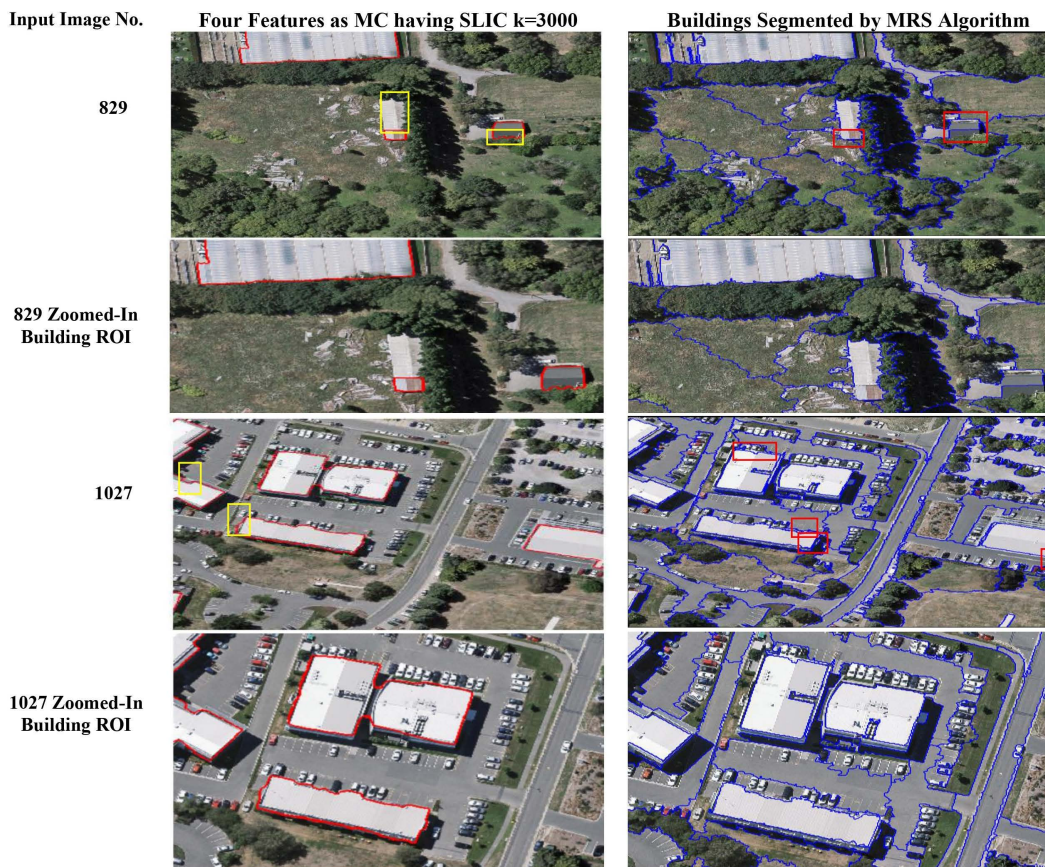 Input Image No.
Four Features as MC having SLIC k=3000
Buildings Segmented by MRS Algorithm
829
829 Zoomed-In
Building ROI
1027
1027 Zoomed-In
Building ROI